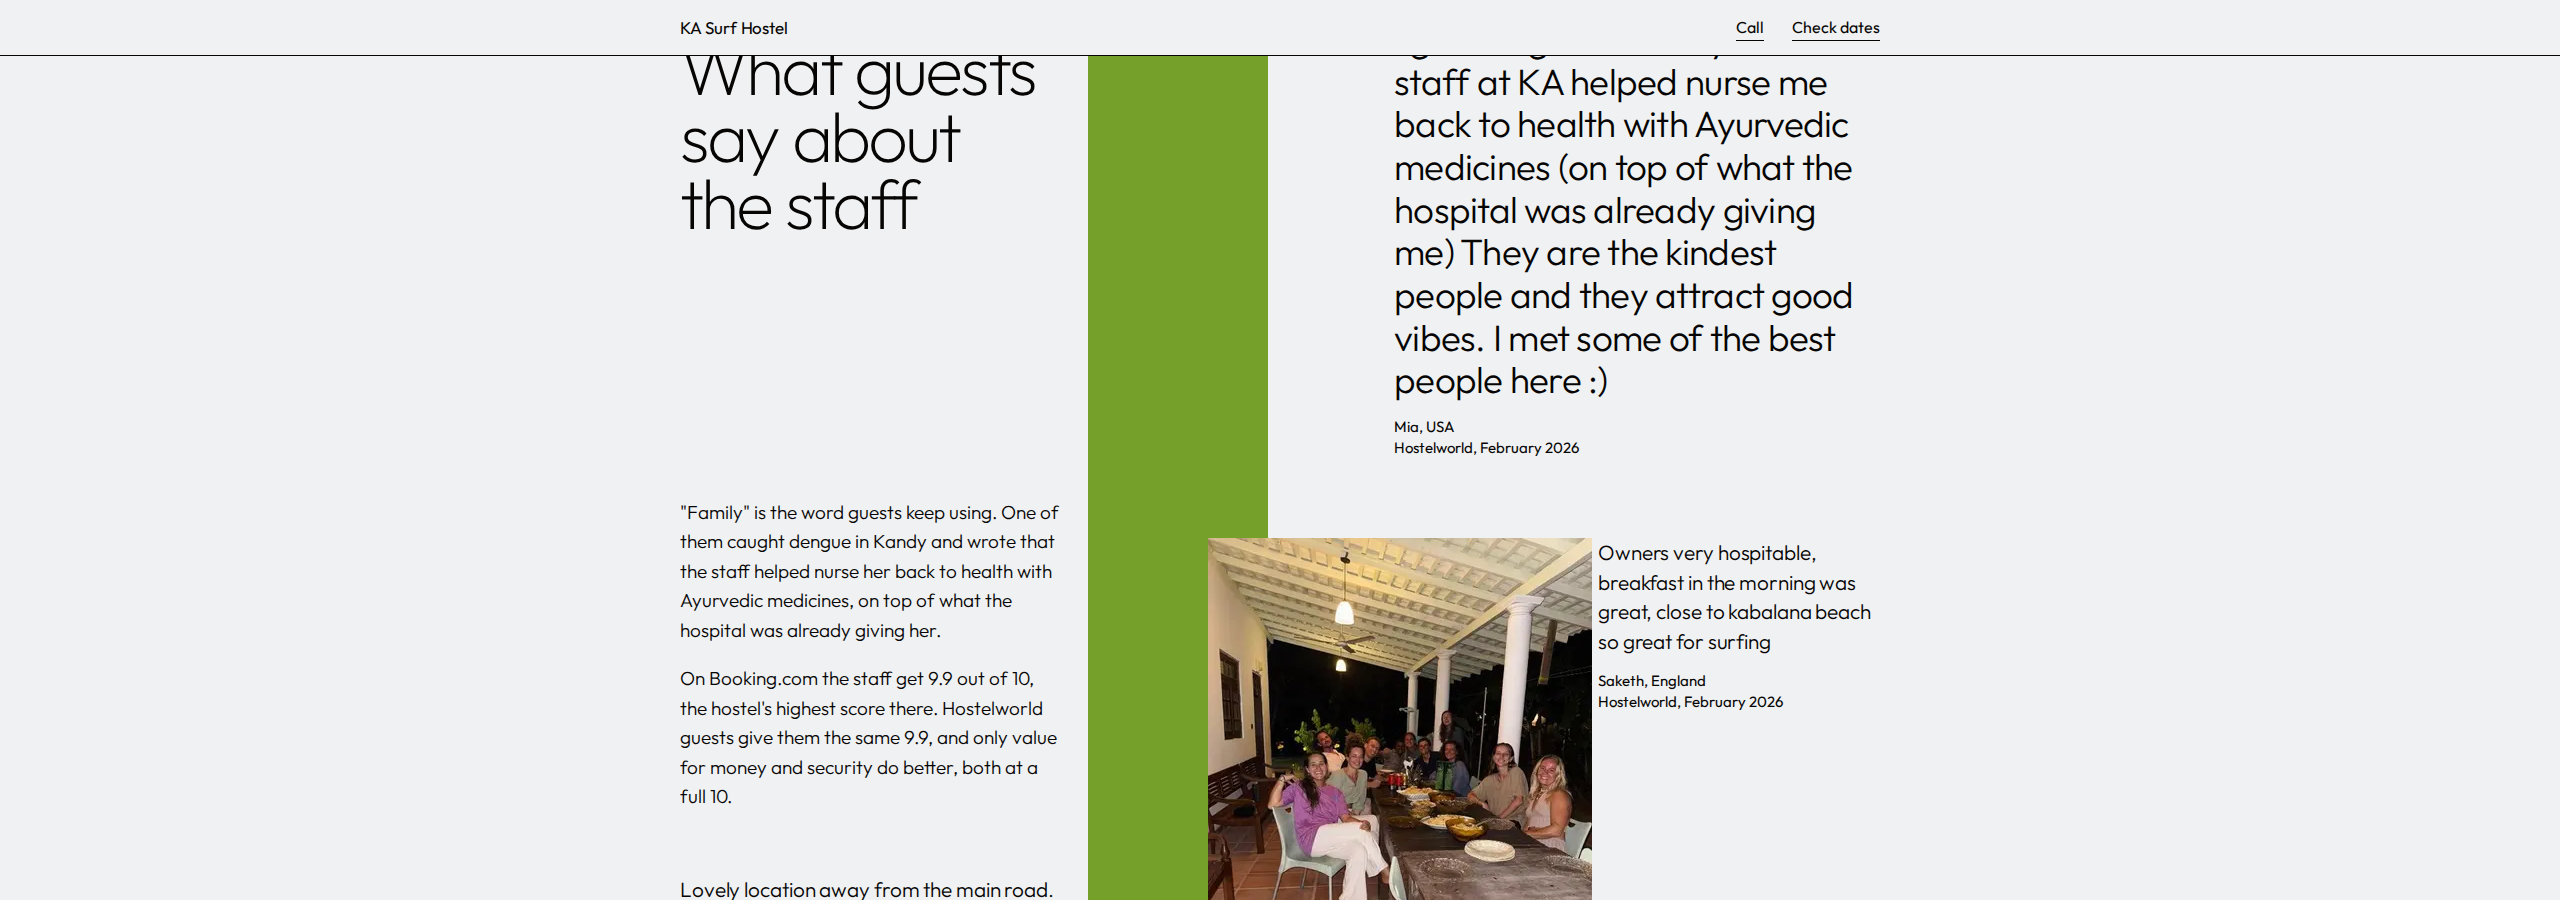 KA Surf Hostel
Call
Check dates
What guests
say about
the staff
"Family" is the word guests keep using. One of
them caught dengue in Kandy and wrote that
the staff helped nurse her back to health with
Ayurvedic medicines, on top of what the
hospital was already giving her.
On Booking.com the staff get 9.9 out of 10,
the hostel's highest score there. Hostelworld
guests give them the same 9.9, and only value
for money and security do better, both at a
full 10.
Lovely location away from the main road.
staff at KA helped nurse me
back to health with Ayurvedic
medicines (on top of what the
hospital was already giving
me) They are the kindest
people and they attract good
vibes. I met some of the best
people here :)
Mia, USA
Hostelworld, February 2026
Owners very hospitable,
breakfast in the morning was
great, close to kabalana beach
so great for surfing
Saketh, England
Hostelworld, February 2026